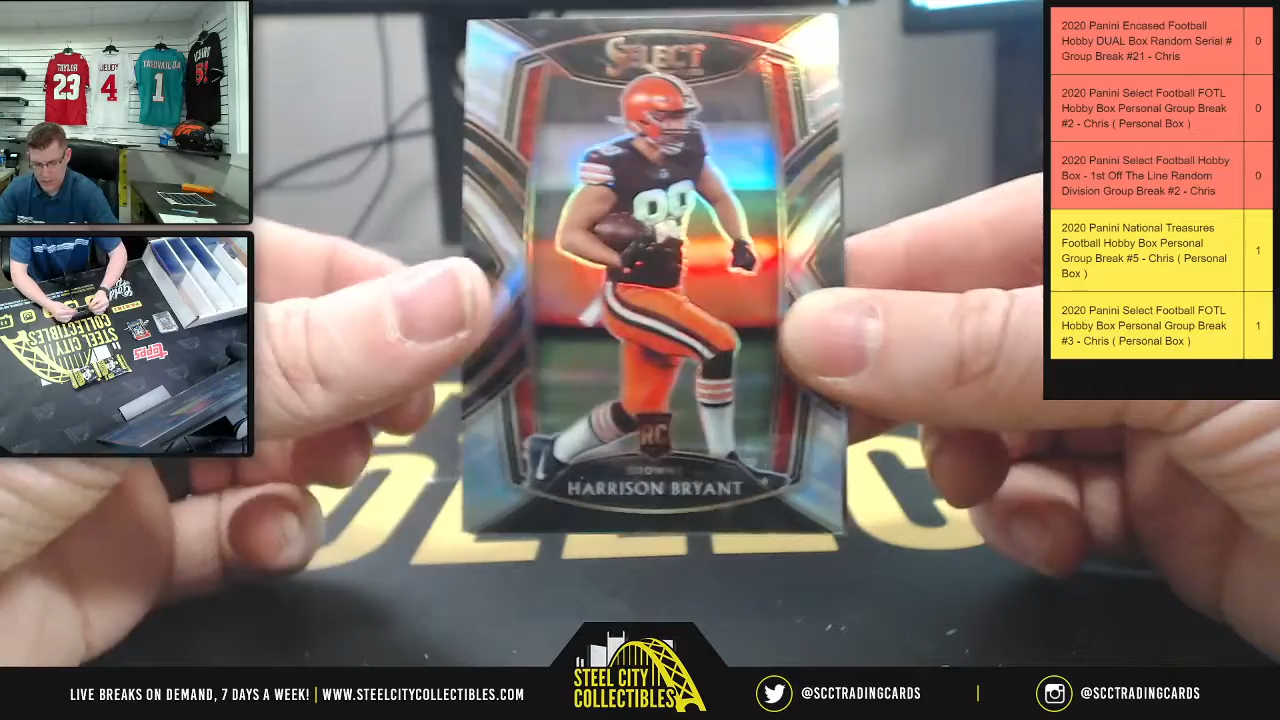 TAYLOR
23
JEUDY
4
TAGOVAILOA
1
SELECT
88
RC
HARRISON BRYANT
STEEL CITY
COLLECTIBLES
topps
2020 Panini Encased Football
Hobby DUAL Box Random Serial #
Group Break #21 - Chris
0
2020 Panini Select Football FOTL
Hobby Box Personal Group Break
#2 - Chris ( Personal Box )
0
2020 Panini Select Football Hobby
Box - 1st Off The Line Random
Division Group Break #2 - Chris
0
2020 Panini National Treasures
Football Hobby Box Personal
Group Break #5 - Chris ( Personal
Box )
1
2020 Panini Select Football FOTL
Hobby Box Personal Group Break
#3 - Chris ( Personal Box )
1
LIVE BREAKS ON DEMAND, 7 DAYS A WEEK! | WWW.STEELCITYCOLLECTIBLES.COM
STEEL CITY
COLLECTIBLES
@SCCTRADINGCARDS
@SCCTRADINGCARDS